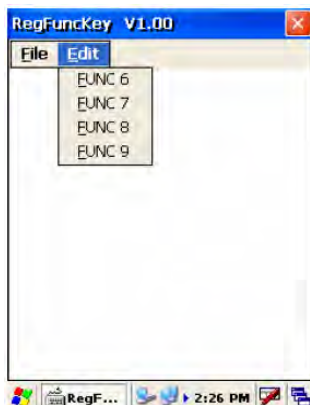 RegFuncKey V1.00
File Edit
FUNC 6
FUNC 7
FUNC 8
FUNC 9
RegF... 2:26 PM